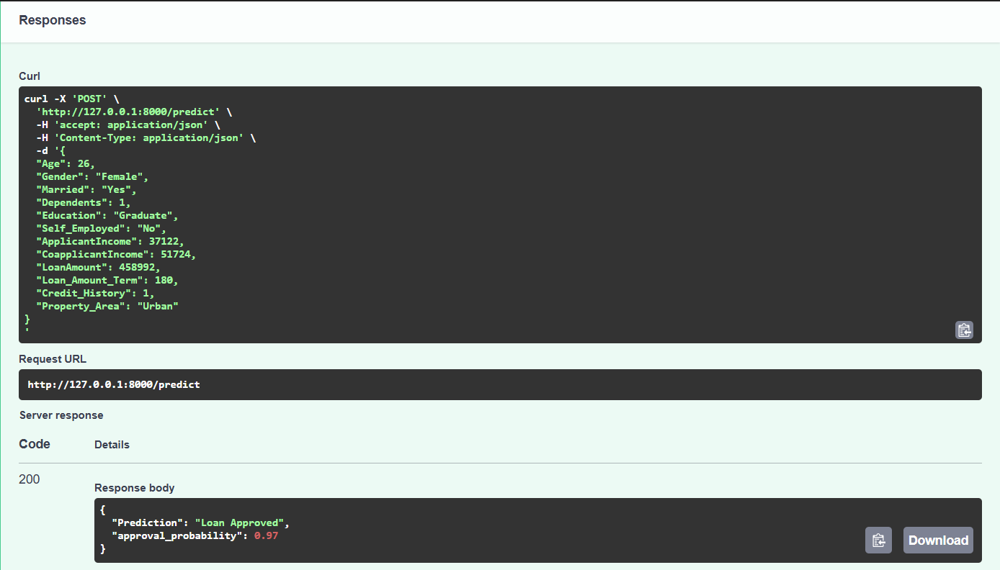 Responses
Curl
curl -X 'POST' \
  'http://127.0.0.1:8000/predict' \
  -H 'accept: application/json' \
  -H 'Content-Type: application/json' \
  -d '{
  "Age": 26,
  "Gender": "Female",
  "Married": "Yes",
  "Dependents": 1,
  "Education": "Graduate",
  "Self_Employed": "No",
  "ApplicantIncome": 37122,
  "CoapplicantIncome": 51724,
  "LoanAmount": 458992,
  "Loan_Amount_Term": 180,
  "Credit_History": 1,
  "Property_Area": "Urban"
}
'
Request URL
http://127.0.0.1:8000/predict
Server response
Code Details
200
Response body
{
  "Prediction": "Loan Approved",
  "approval_probability": 0.97
}
Download